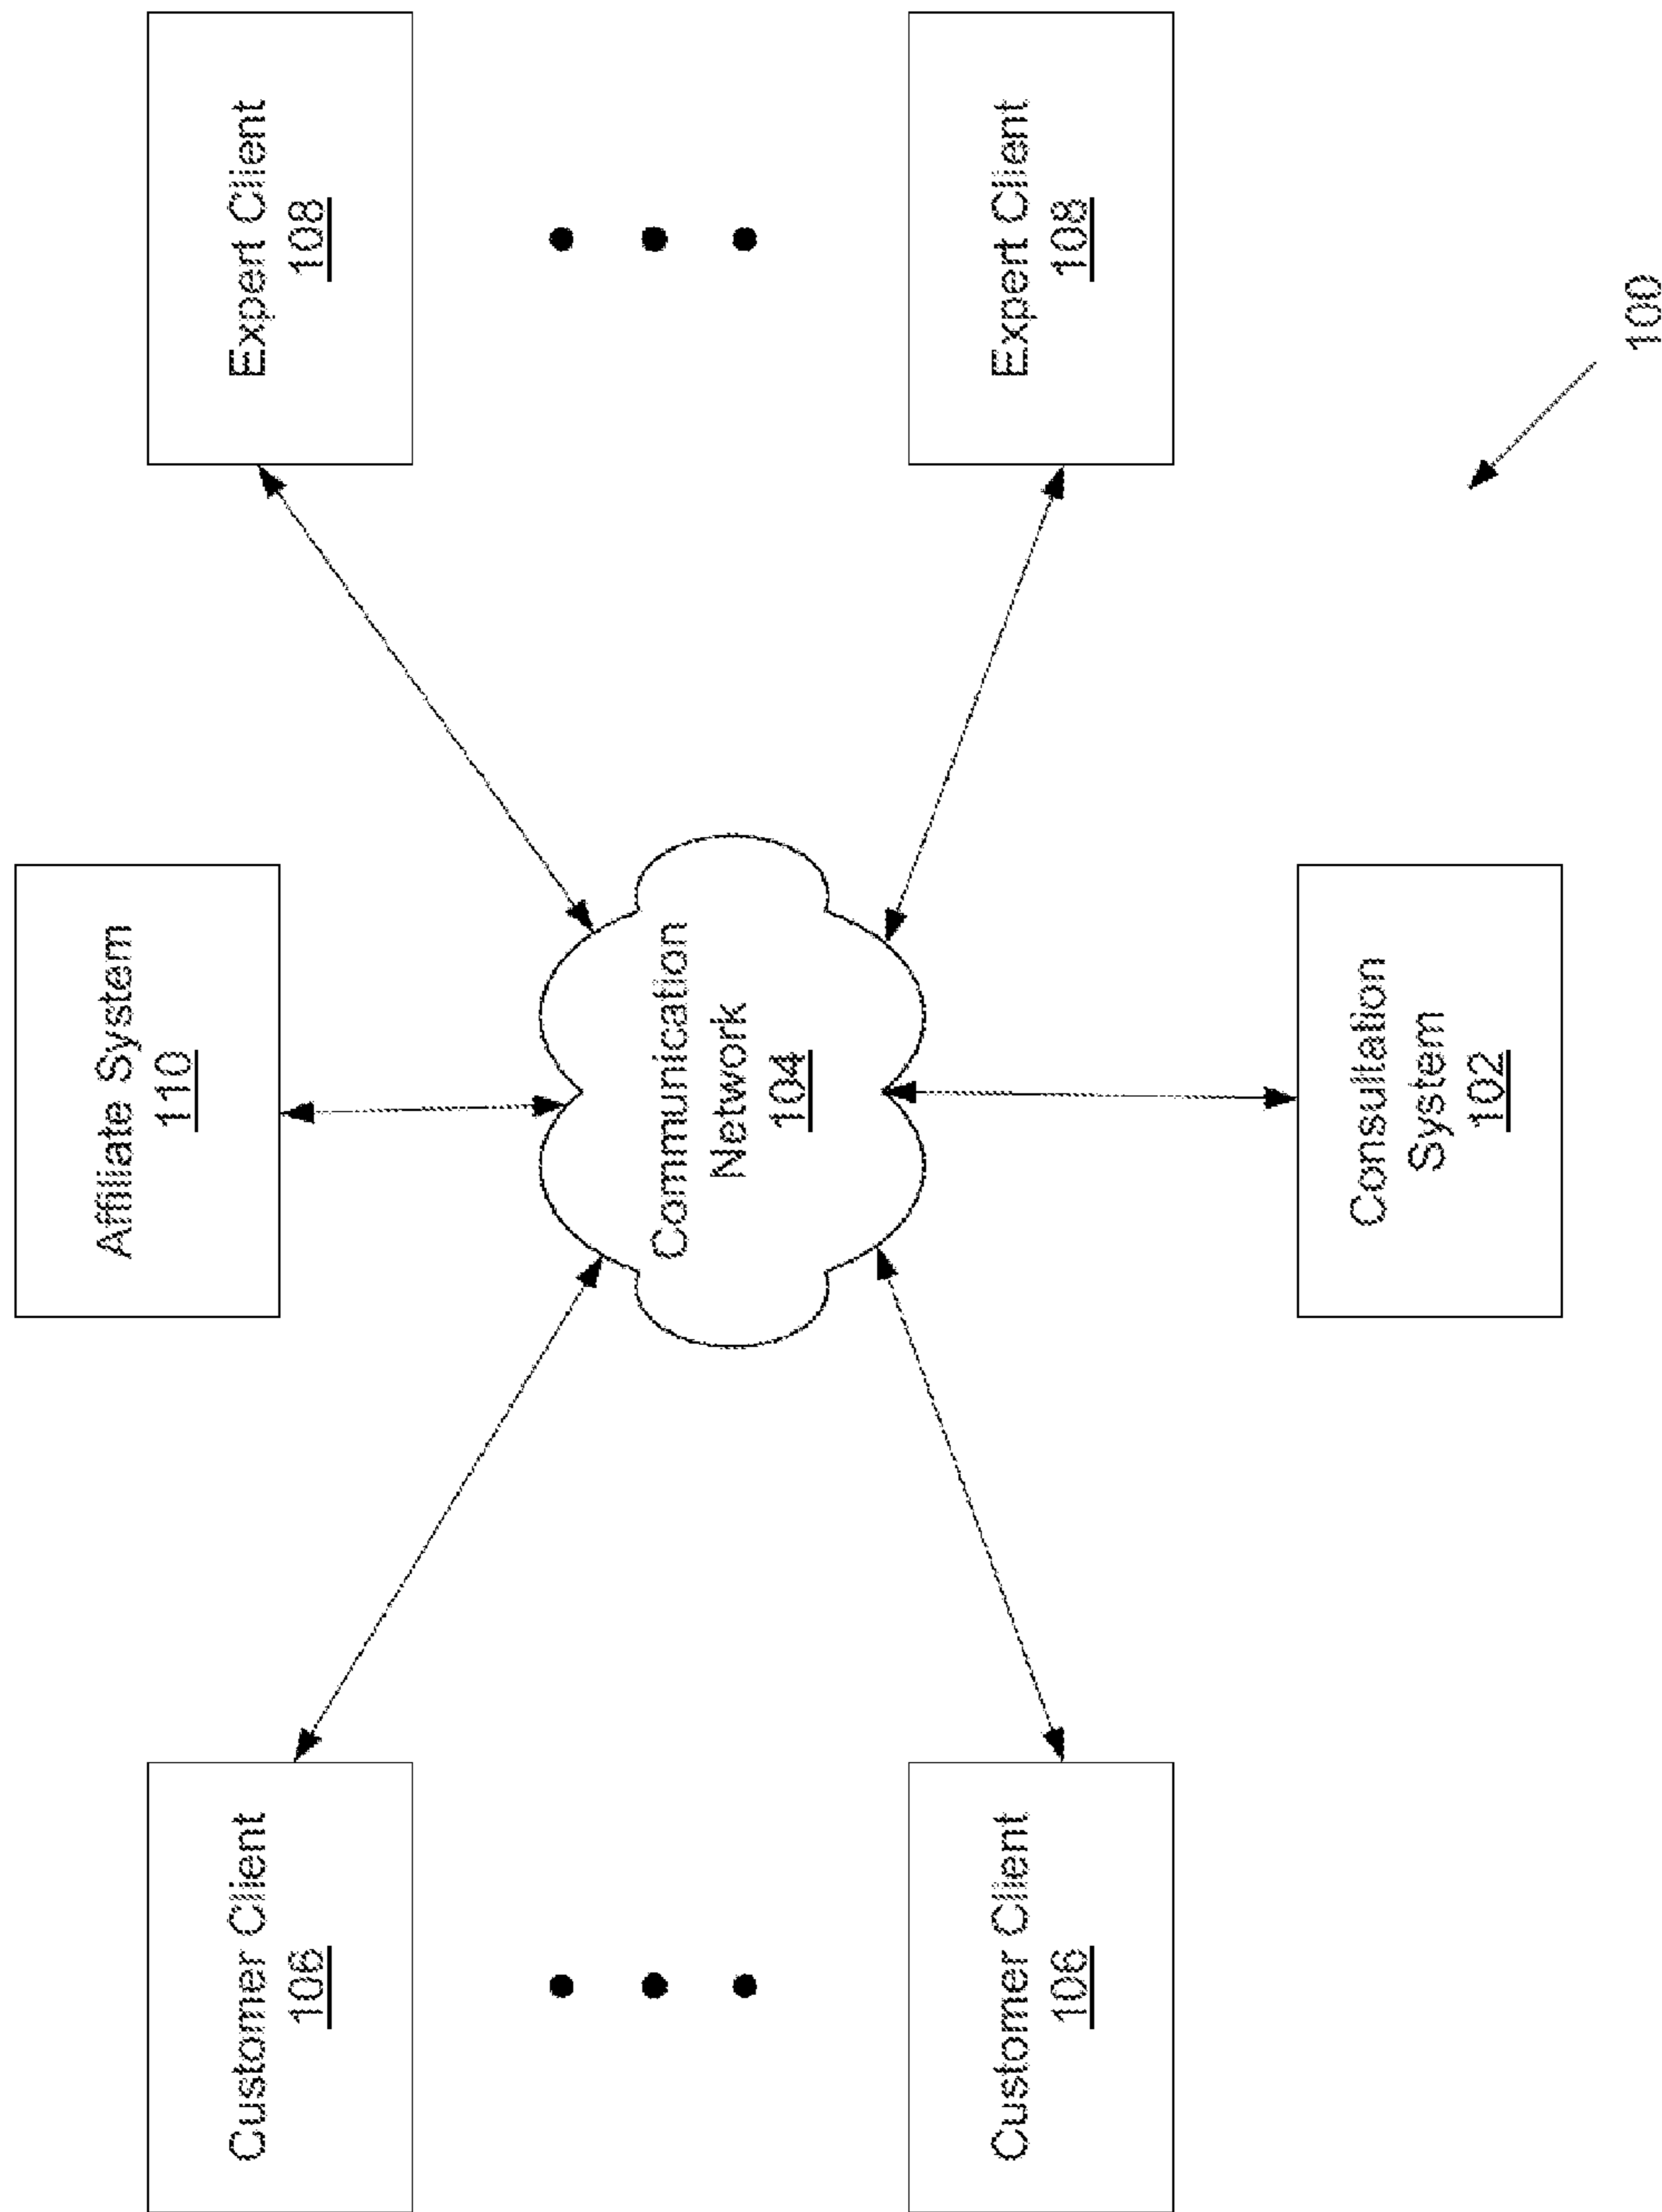 Affiliate System
110
Customer Client
106
Expert Client
108
Communication
Network
104
Customer Client
106
Expert Client
108
Consultation
System
102
100